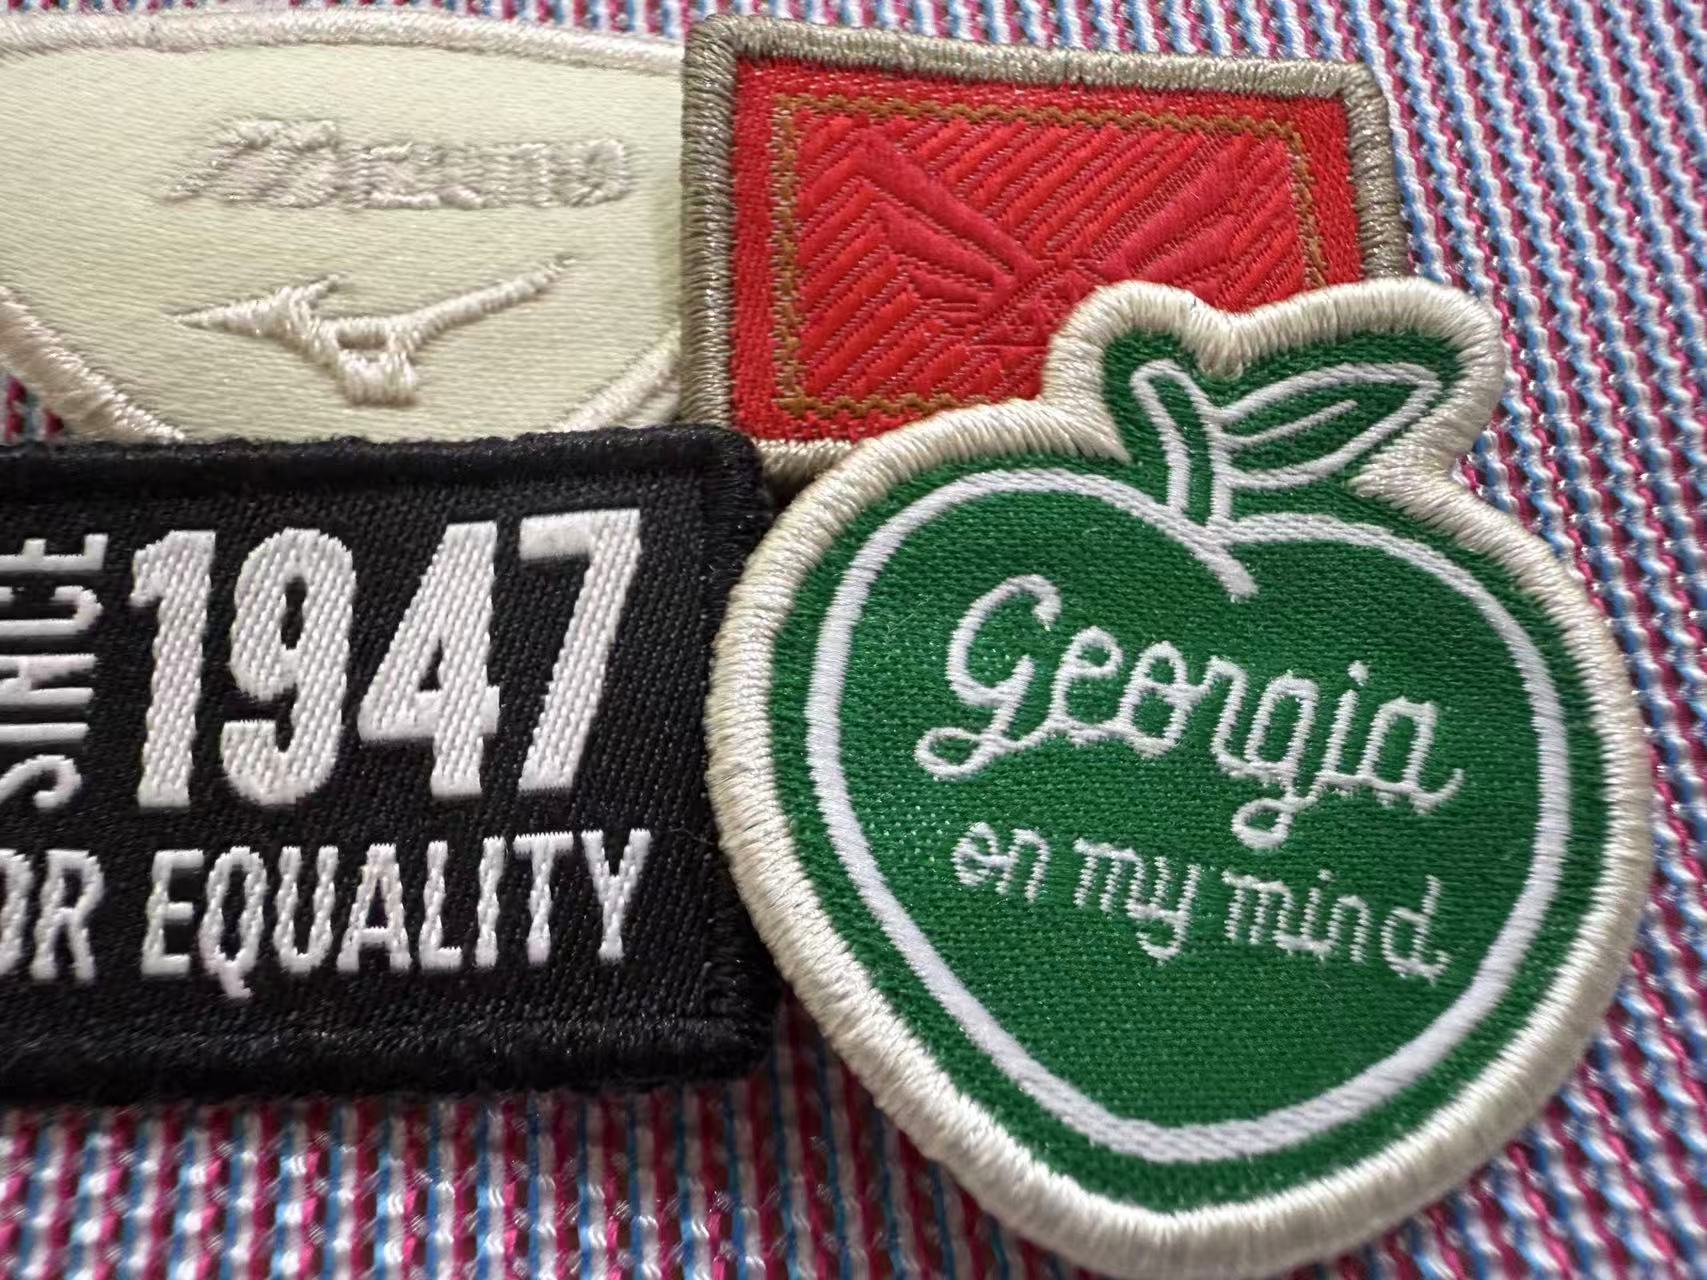 Mizuno
SINCE
1947
OR EQUALITY
Georgia
on my mind